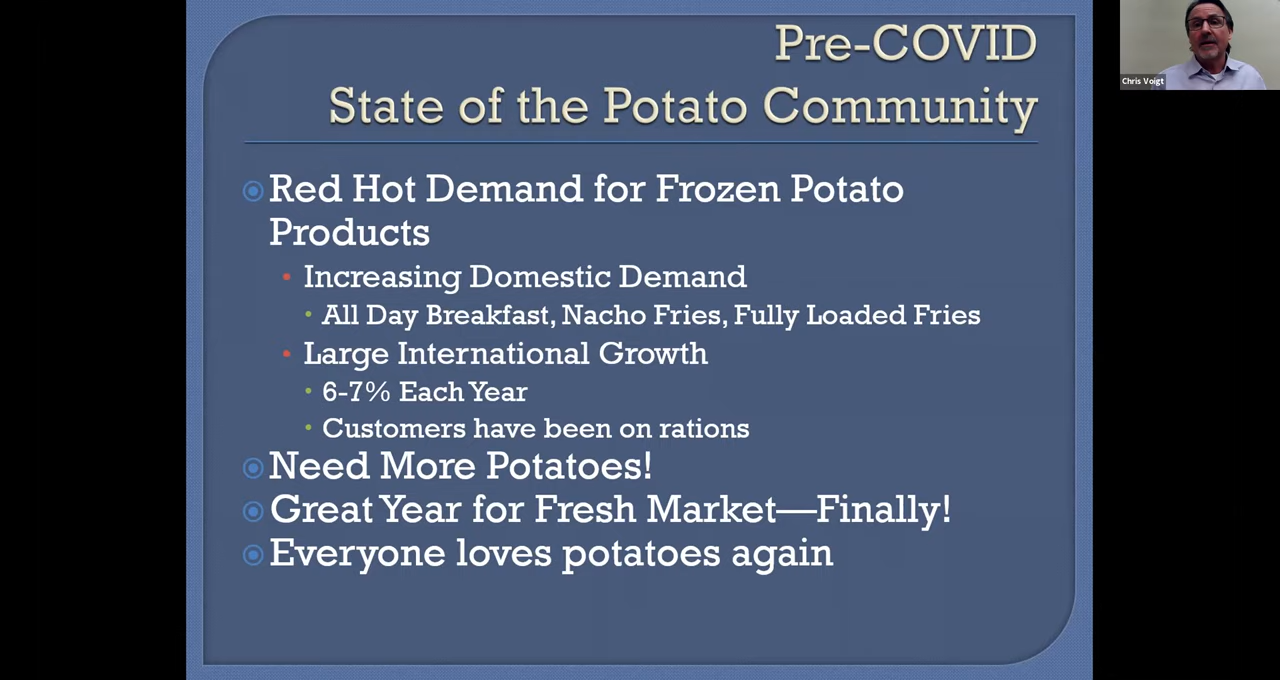 Pre-COVID
State of the Potato Community
Red Hot Demand for Frozen Potato
Products
Increasing Domestic Demand
All Day Breakfast, Nacho Fries, Fully Loaded Fries
Large International Growth
6-7% Each Year
Customers have been on rations
Need More Potatoes!
Great Year for Fresh Market—Finally!
Everyone loves potatoes again
Chris Voigt